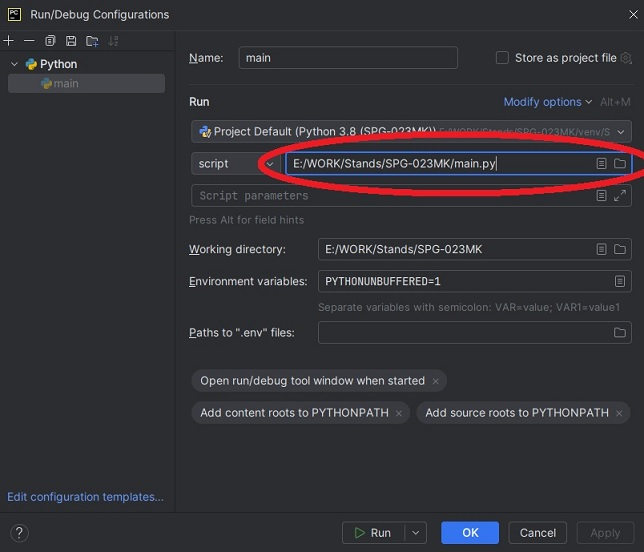 PC
Run/Debug Configurations
Python
main
Name:
main
Store as project file
Run
Modify options
Alt+M
Project Default (Python 3.8 (SPG-023MK)) E:/WORK/Stands/SPG-023MK/venv/S
script
E:/WORK/Stands/SPG-023MK/main.py
Script parameters
Press Alt for field hints
Working directory:
E:/WORK/Stands/SPG-023MK
Environment variables:
PYTHONUNBUFFERED=1
Separate variables with semicolon: VAR=value; VAR1=value1
Paths to ".env" files:
Open run/debug tool window when started
Add content roots to PYTHONPATH
Add source roots to PYTHONPATH
Edit configuration templates...
?
Run
OK
Cancel
Apply